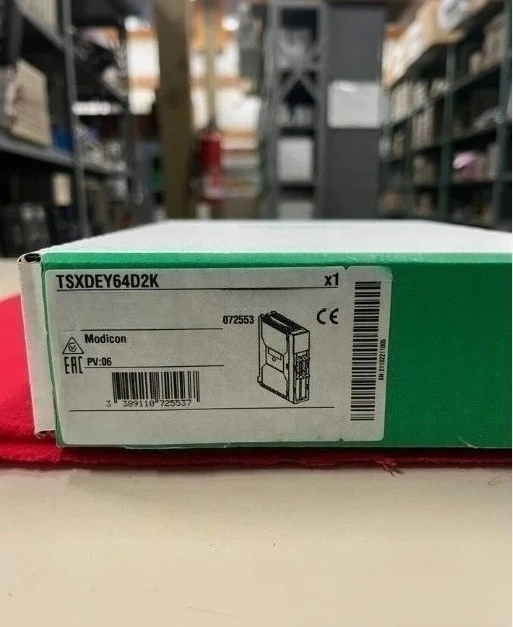 TSXDEY64D2K x1
072553 CE
Modicon
EAC PV:06
3 389110 725537